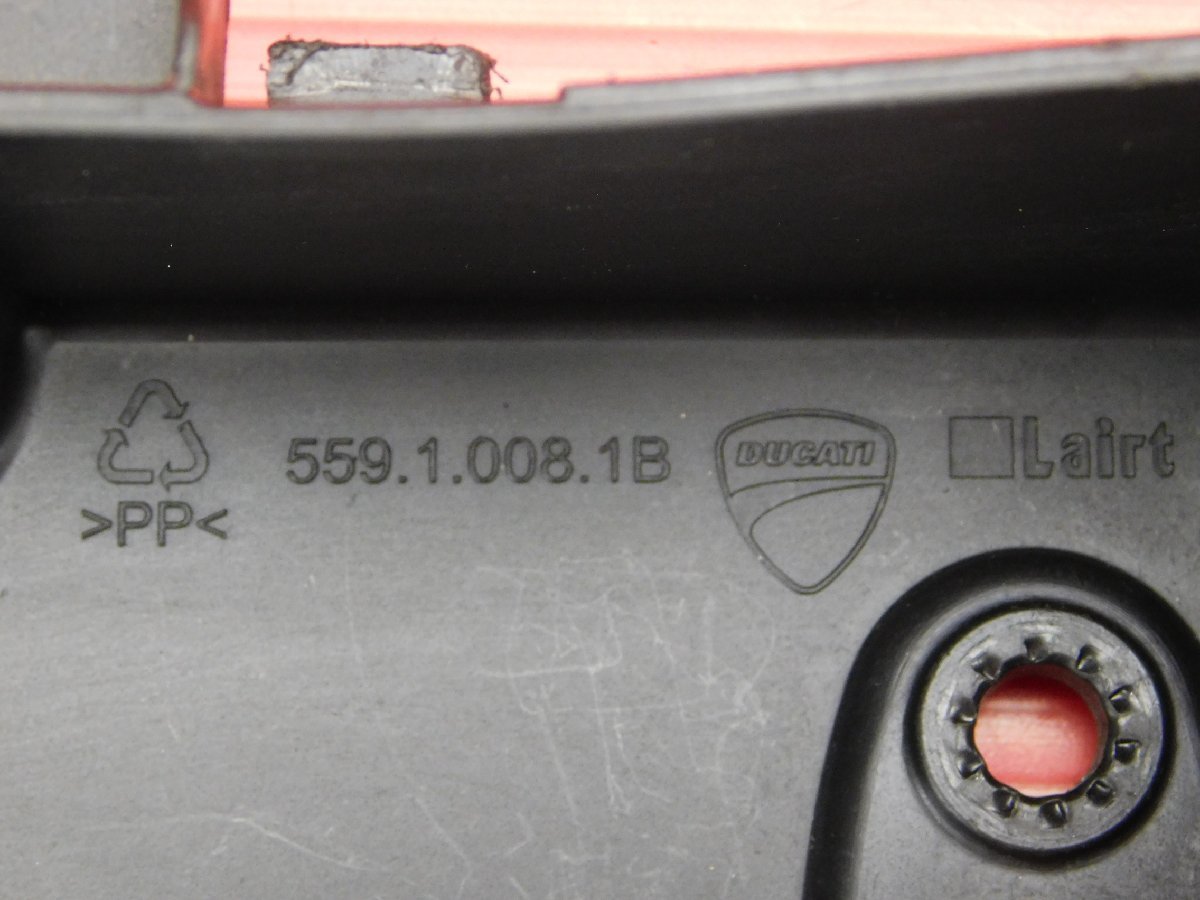 559.1.008.1B DUCATI Lairt
>PP<